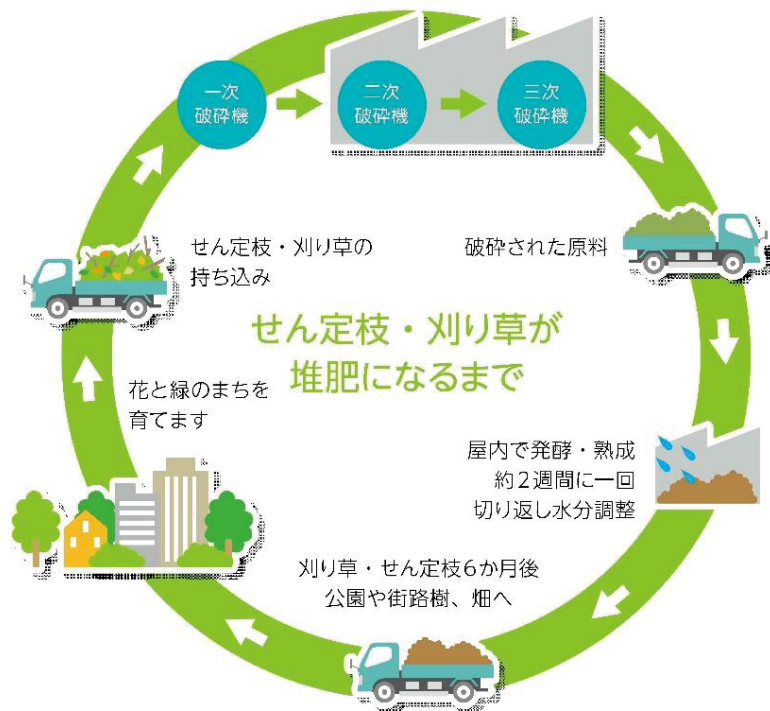 一次
破砕機
二次
破砕機
三次
破砕機
せん定枝・刈り草の
持ち込み
破砕された原料
せん定枝・刈り草が
堆肥になるまで
花と緑のまちを
育てます
屋内で発酵・熟成
約2週間に一回
切り返し水分調整
刈り草・せん定枝6か月後
公園や街路樹、畑へ